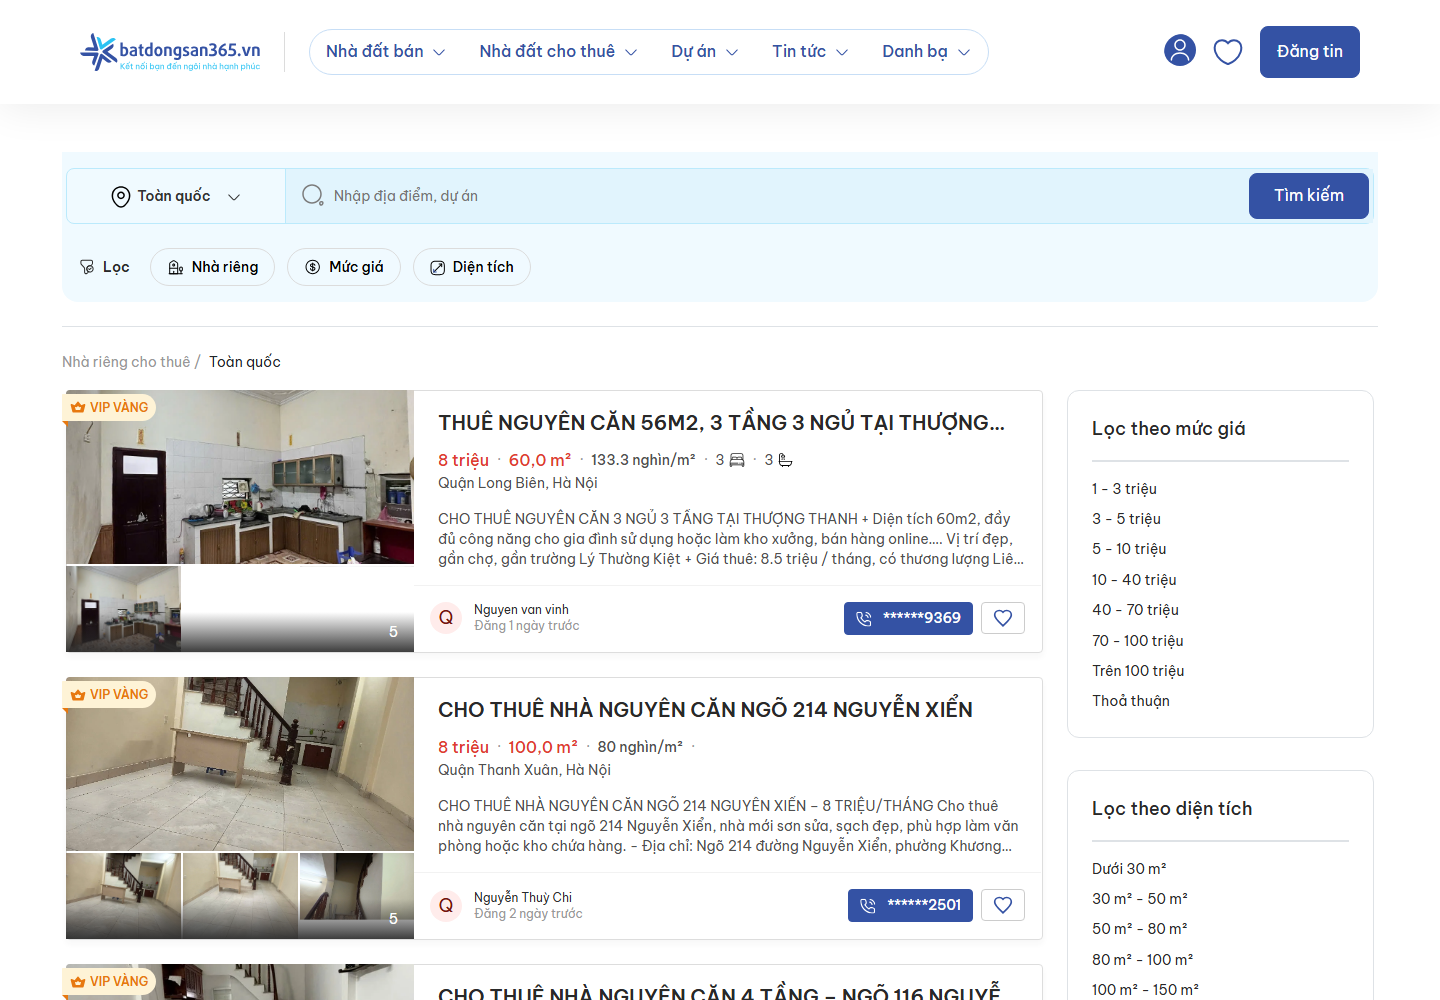 batdongsan365.vn
Kết nối bạn đến ngôi nhà hạnh phúc
Nhà đất bán
Nhà đất cho thuê
Dự án
Tin tức
Danh bạ
Đăng tin
Toàn quốc
Nhập địa điểm, dự án
Tìm kiếm
Lọc
Nhà riêng
Mức giá
Diện tích
Nhà riêng cho thuê / Toàn quốc
VIP VÀNG
5
THUÊ NGUYÊN CĂN 56M2, 3 TẦNG 3 NGỦ TẠI THƯỢNG...
8 triệu · 60,0 m² · 133.3 nghìn/m² · 3 · 3
Quận Long Biên, Hà Nội
CHO THUÊ NGUYÊN CĂN 3 NGỦ 3 TẦNG TẠI THƯỢNG THANH + Diện tích 60m2, đầy
đủ công năng cho gia đình sử dụng hoặc làm kho xưởng, bán hàng online.... Vị trí đẹp,
gần chợ, gần trường Lý Thường Kiệt + Giá thuê: 8.5 triệu / tháng, có thương lượng Liê...
Q
Nguyen van vinh
Đăng 1 ngày trước
******9369
VIP VÀNG
5
CHO THUÊ NHÀ NGUYÊN CĂN NGÕ 214 NGUYỄN XIỂN
8 triệu · 100,0 m² · 80 nghìn/m² ·
Quận Thanh Xuân, Hà Nội
CHO THUÊ NHÀ NGUYÊN CĂN NGÕ 214 NGUYỄN XIỂN – 8 TRIỆU/THÁNG Cho thuê
nhà nguyên căn tại ngõ 214 Nguyễn Xiển, nhà mới sơn sửa, sạch đẹp, phù hợp làm văn
phòng hoặc kho chứa hàng. - Địa chỉ: Ngõ 214 đường Nguyễn Xiển, phường Khương...
Q
Nguyễn Thuỳ Chi
Đăng 2 ngày trước
******2501
VIP VÀNG
CHO THUÊ NHÀ NGUYÊN CĂN 4 TẦNG – NGÕ 116 NGUYỄ
Lọc theo mức giá
1 - 3 triệu
3 - 5 triệu
5 - 10 triệu
10 - 40 triệu
40 - 70 triệu
70 - 100 triệu
Trên 100 triệu
Thoả thuận
Lọc theo diện tích
Dưới 30 m²
30 m² - 50 m²
50 m² - 80 m²
80 m² - 100 m²
100 m² - 150 m²